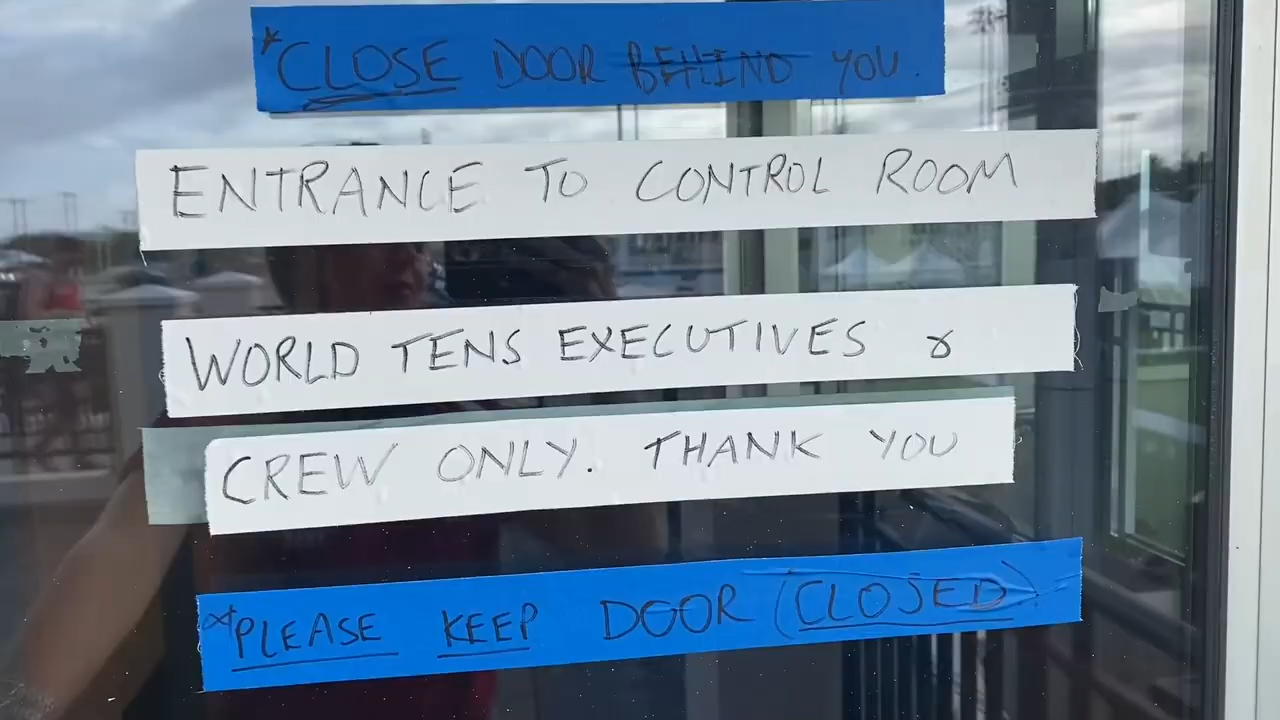 *CLOSE DOOR BEHIND YOU.
ENTRANCE TO CONTROL ROOM
WORLD TENS EXECUTIVES &
CREW ONLY. THANK YOU
*PLEASE KEEP DOOR (CLOSED)